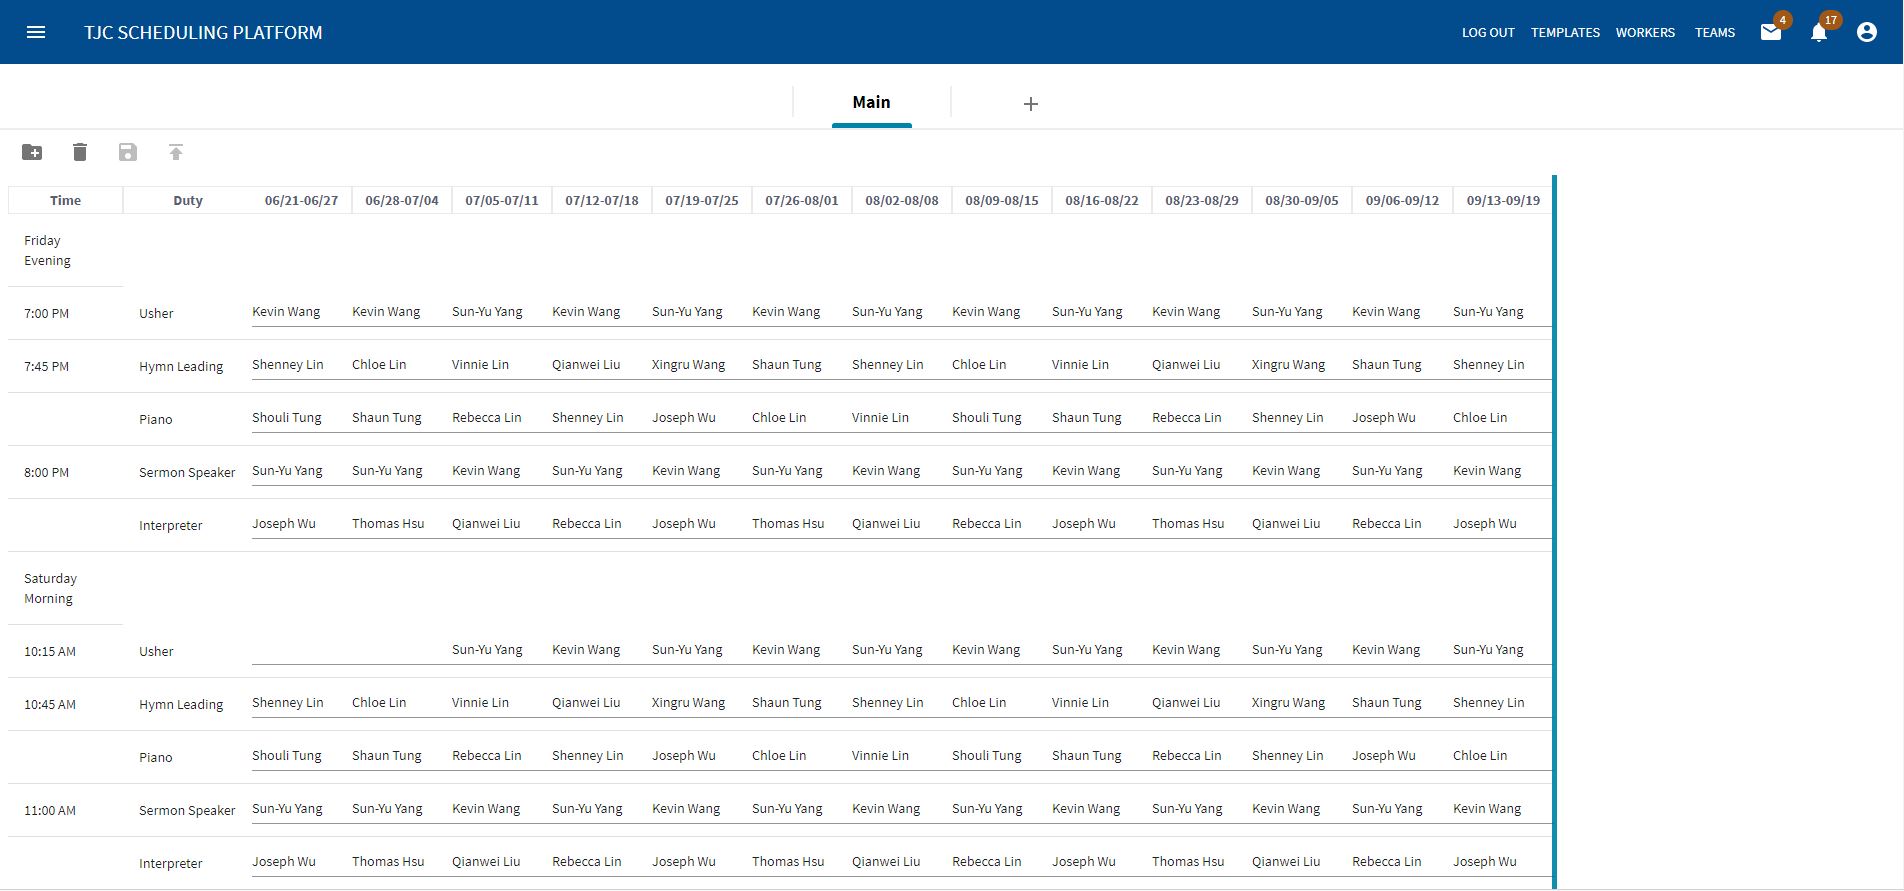 TJC SCHEDULING PLATFORM LOG OUT TEMPLATES WORKERS TEAMS 4 17
Main
Time Duty 06/21-06/27 06/28-07/04 07/05-07/11 07/12-07/18 07/19-07/25 07/26-08/01 08/02-08/08 08/09-08/15 08/16-08/22 08/23-08/29 08/30-09/05 09/06-09/12 09/13-09/19
Friday
Evening
7:00 PM Usher Kevin Wang Kevin Wang Sun-Yu Yang Kevin Wang Sun-Yu Yang Kevin Wang Sun-Yu Yang Kevin Wang Sun-Yu Yang Kevin Wang Sun-Yu Yang Kevin Wang Sun-Yu Yang
7:45 PM Hymn Leading Shenney Lin Chloe Lin Vinnie Lin Qianwei Liu Xingru Wang Shaun Tung Shenney Lin Chloe Lin Vinnie Lin Qianwei Liu Xingru Wang Shaun Tung Shenney Lin
Piano Shouli Tung Shaun Tung Rebecca Lin Shenney Lin Joseph Wu Chloe Lin Vinnie Lin Shouli Tung Shaun Tung Rebecca Lin Shenney Lin Joseph Wu Chloe Lin
8:00 PM Sermon Speaker Sun-Yu Yang Sun-Yu Yang Kevin Wang Sun-Yu Yang Kevin Wang Sun-Yu Yang Kevin Wang Sun-Yu Yang Kevin Wang Sun-Yu Yang Kevin Wang Sun-Yu Yang Kevin Wang
Interpreter Joseph Wu Thomas Hsu Qianwei Liu Rebecca Lin Joseph Wu Thomas Hsu Qianwei Liu Rebecca Lin Joseph Wu Thomas Hsu Qianwei Liu Rebecca Lin Joseph Wu
Saturday
Morning
10:15 AM Usher Sun-Yu Yang Kevin Wang Sun-Yu Yang Kevin Wang Sun-Yu Yang Kevin Wang Sun-Yu Yang Kevin Wang Sun-Yu Yang Kevin Wang Sun-Yu Yang
10:45 AM Hymn Leading Shenney Lin Chloe Lin Vinnie Lin Qianwei Liu Xingru Wang Shaun Tung Shenney Lin Chloe Lin Vinnie Lin Qianwei Liu Xingru Wang Shaun Tung Shenney Lin
Piano Shouli Tung Shaun Tung Rebecca Lin Shenney Lin Joseph Wu Chloe Lin Vinnie Lin Shouli Tung Shaun Tung Rebecca Lin Shenney Lin Joseph Wu Chloe Lin
11:00 AM Sermon Speaker Sun-Yu Yang Sun-Yu Yang Kevin Wang Sun-Yu Yang Kevin Wang Sun-Yu Yang Kevin Wang Sun-Yu Yang Kevin Wang Sun-Yu Yang Kevin Wang Sun-Yu Yang Kevin Wang
Interpreter Joseph Wu Thomas Hsu Qianwei Liu Rebecca Lin Joseph Wu Thomas Hsu Qianwei Liu Rebecca Lin Joseph Wu Thomas Hsu Qianwei Liu Rebecca Lin Joseph Wu